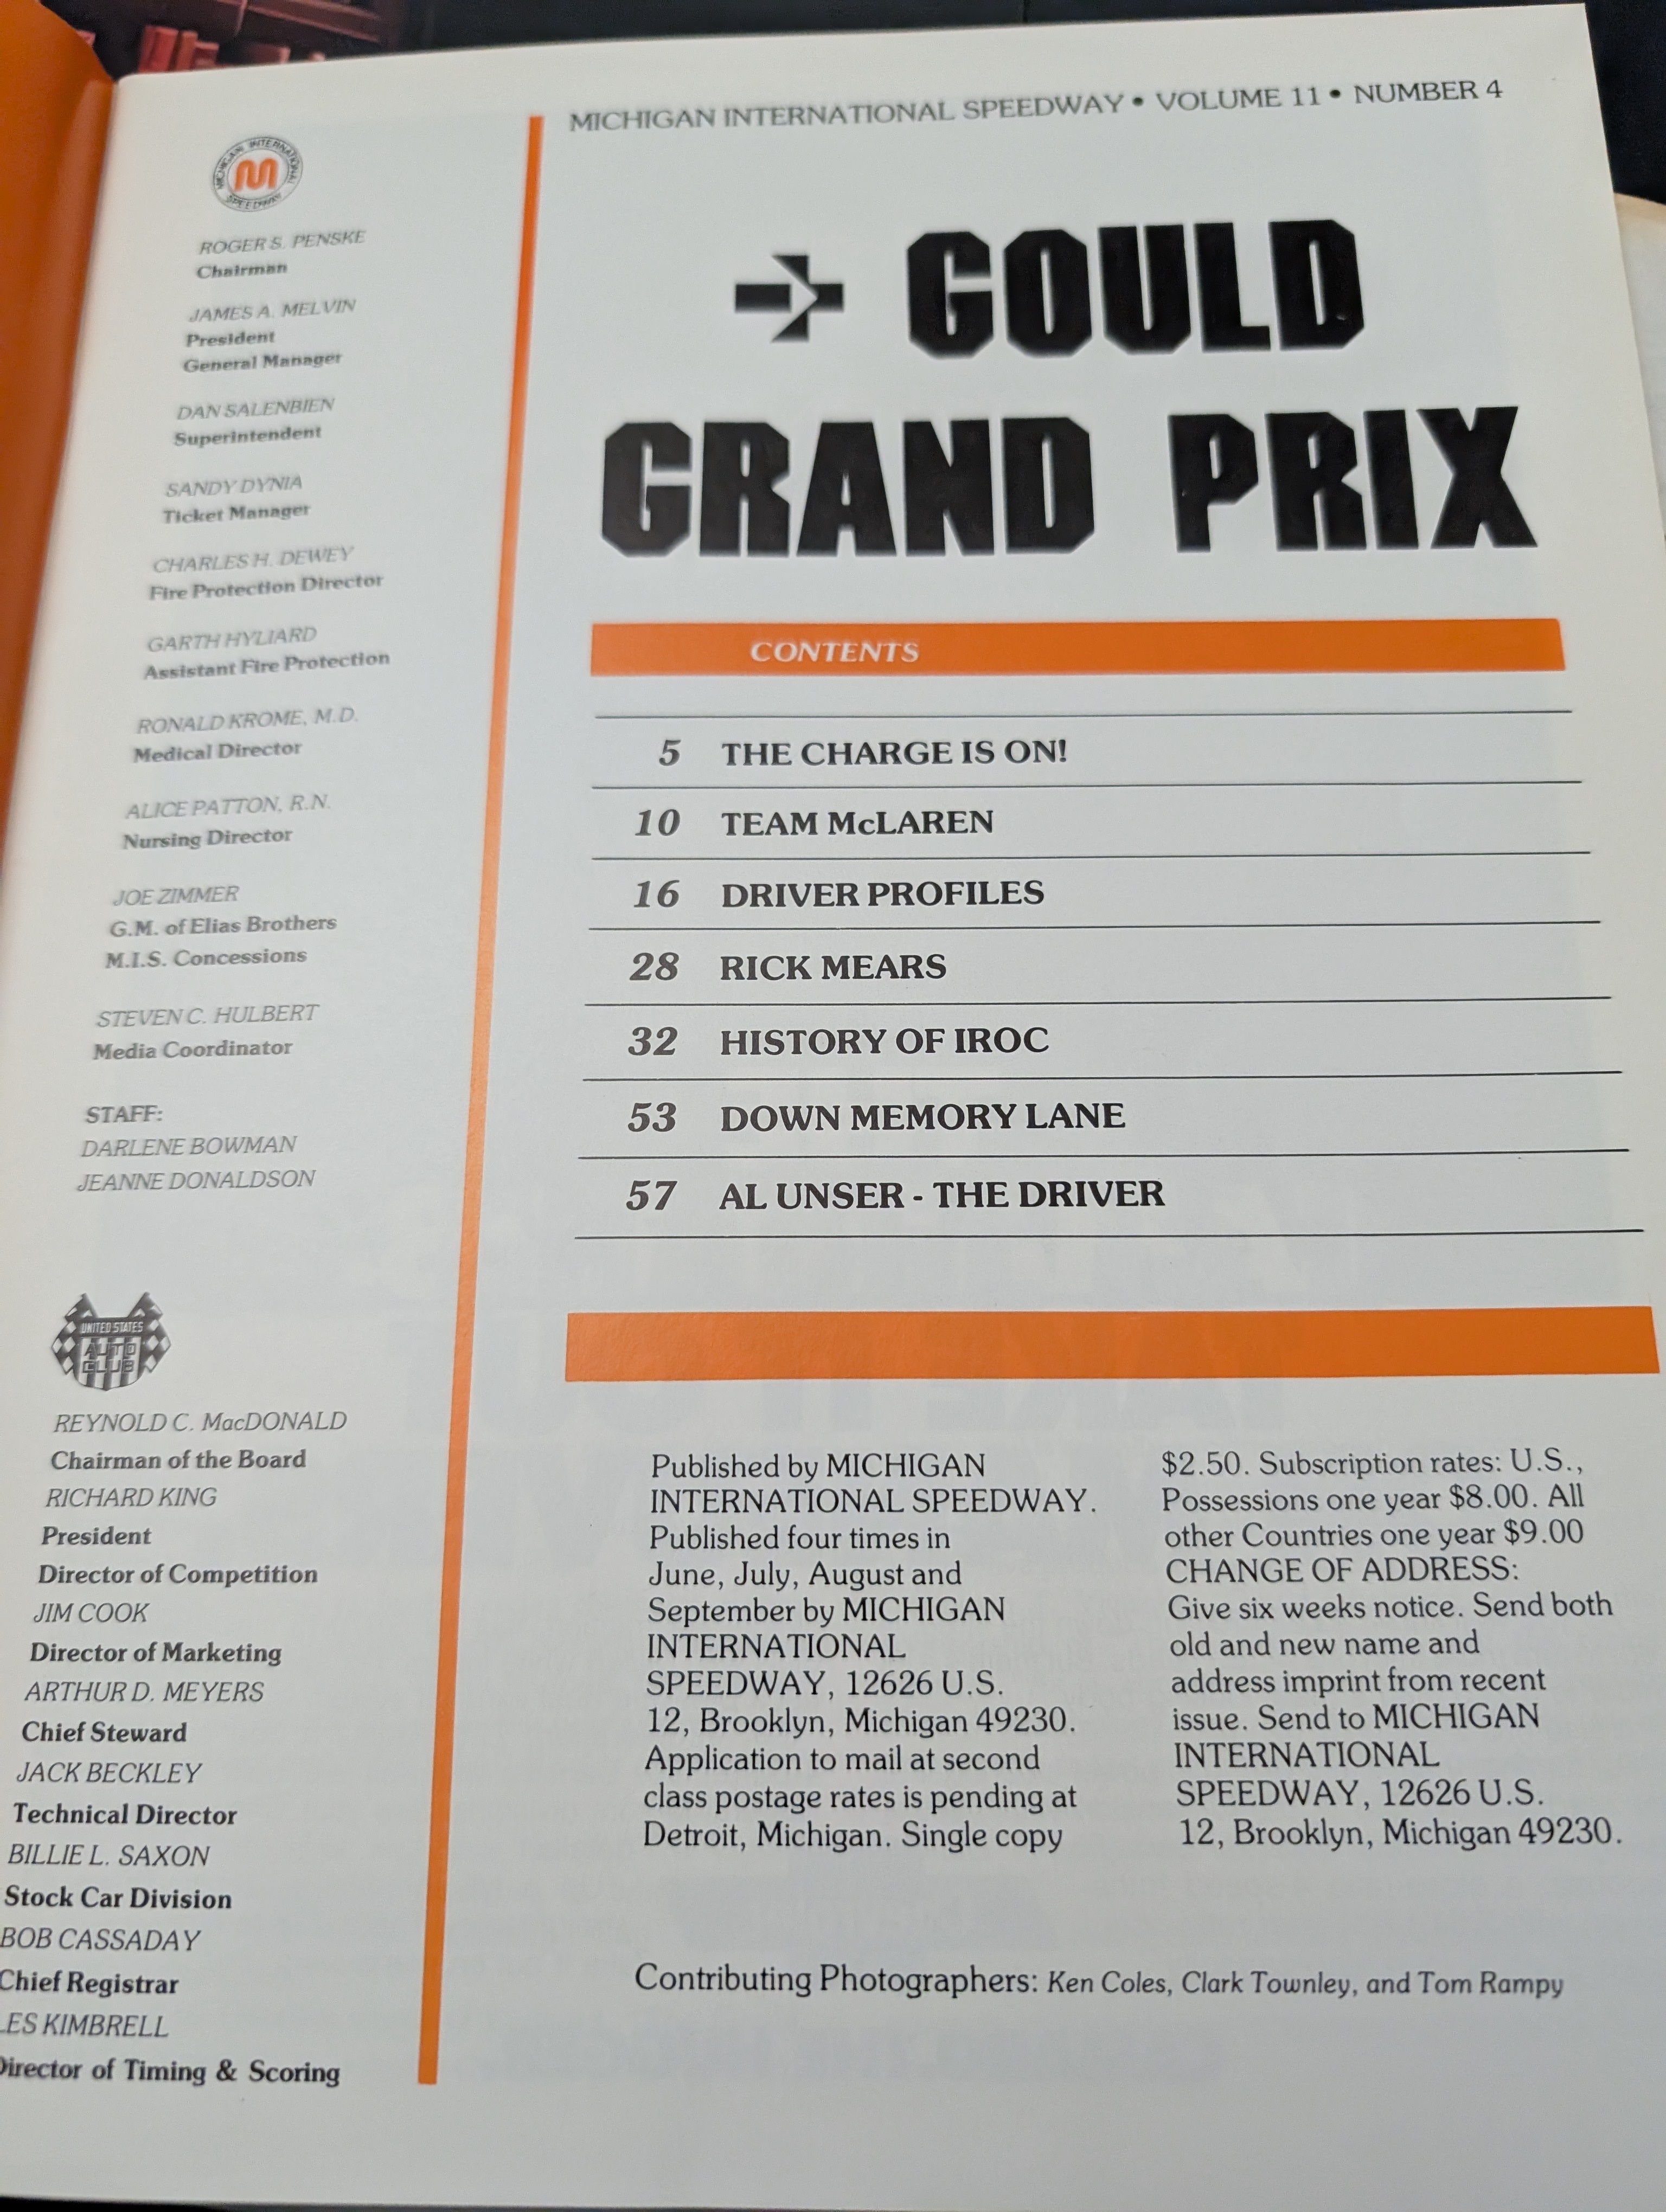 MICHIGAN INTERNATIONAL
M
SPEEDWAY
ROGER S. PENSKE
Chairman
JAMES A. MELVIN
President
General Manager
DAN SALENBIEN
Superintendent
SANDY DYNIA
Ticket Manager
CHARLES H. DEWEY
Fire Protection Director
GARTH HYLIARD
Assistant Fire Protection
RONALD KROME, M.D.
Medical Director
ALICE PATTON, R.N.
Nursing Director
JOE ZIMMER
G.M. of Elias Brothers
M.I.S. Concessions
STEVEN C. HULBERT
Media Coordinator
STAFF:
DARLENE BOWMAN
JEANNE DONALDSON
UNITED STATES
AUTO
CLUB
REYNOLD C. MacDONALD
Chairman of the Board
RICHARD KING
President
Director of Competition
JIM COOK
Director of Marketing
ARTHUR D. MEYERS
Chief Steward
JACK BECKLEY
Technical Director
BILLIE L. SAXON
Stock Car Division
BOB CASSADAY
Chief Registrar
LES KIMBRELL
Director of Timing & Scoring
MICHIGAN INTERNATIONAL SPEEDWAY • VOLUME 11 • NUMBER 4
GOULD
GRAND PRIX
CONTENTS
5 THE CHARGE IS ON!
10 TEAM McLAREN
16 DRIVER PROFILES
28 RICK MEARS
32 HISTORY OF IROC
53 DOWN MEMORY LANE
57 AL UNSER - THE DRIVER
Published by MICHIGAN
INTERNATIONAL SPEEDWAY.
Published four times in
June, July, August and
September by MICHIGAN
INTERNATIONAL
SPEEDWAY, 12626 U.S.
12, Brooklyn, Michigan 49230.
Application to mail at second
class postage rates is pending at
Detroit, Michigan. Single copy
$2.50. Subscription rates: U.S.,
Possessions one year $8.00. All
other Countries one year $9.00
CHANGE OF ADDRESS:
Give six weeks notice. Send both
old and new name and
address imprint from recent
issue. Send to MICHIGAN
INTERNATIONAL
SPEEDWAY, 12626 U.S.
12, Brooklyn, Michigan 49230.
Contributing Photographers: Ken Coles, Clark Townley, and Tom Rampy